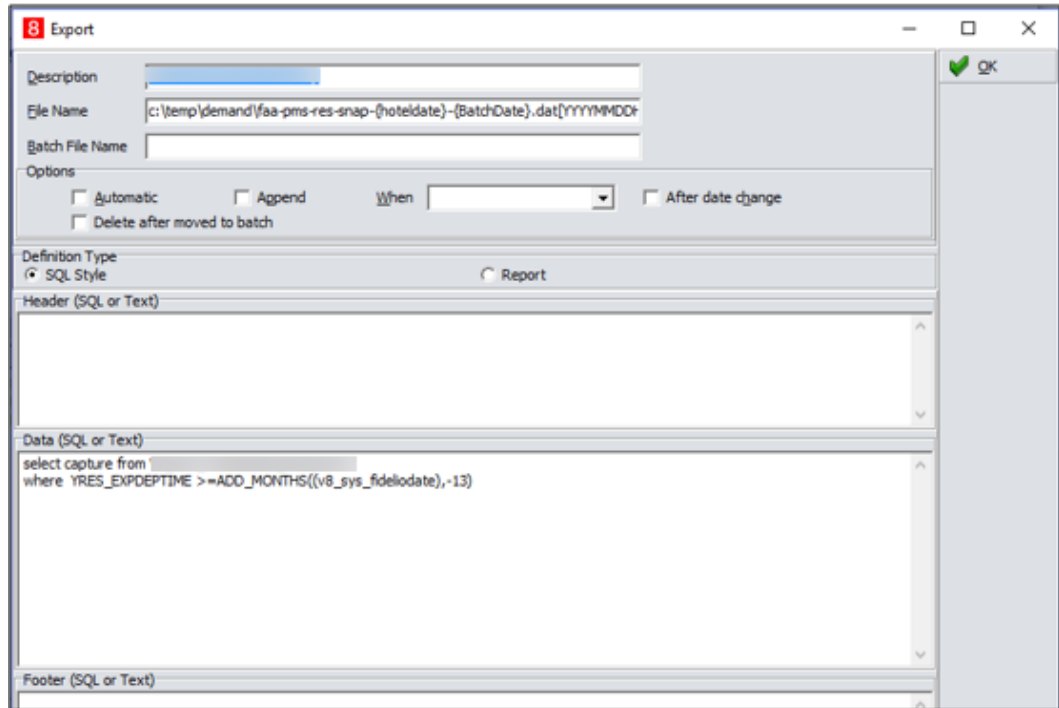 8 Export
OK
Description
File Name c:\temp\demand\faa-pms-res-snap-{hoteldate}-{BatchDate}.dat[YYYYMMDDH
Batch File Name
Options
Automatic Append When After date change
Delete after moved to batch
Definition Type
SQL Style Report
Header (SQL or Text)
Data (SQL or Text)
select capture from
where YRES_EXPDEPTIME >=ADD_MONTHS((v8_sys_fideliodate),-13)
Footer (SQL or Text)